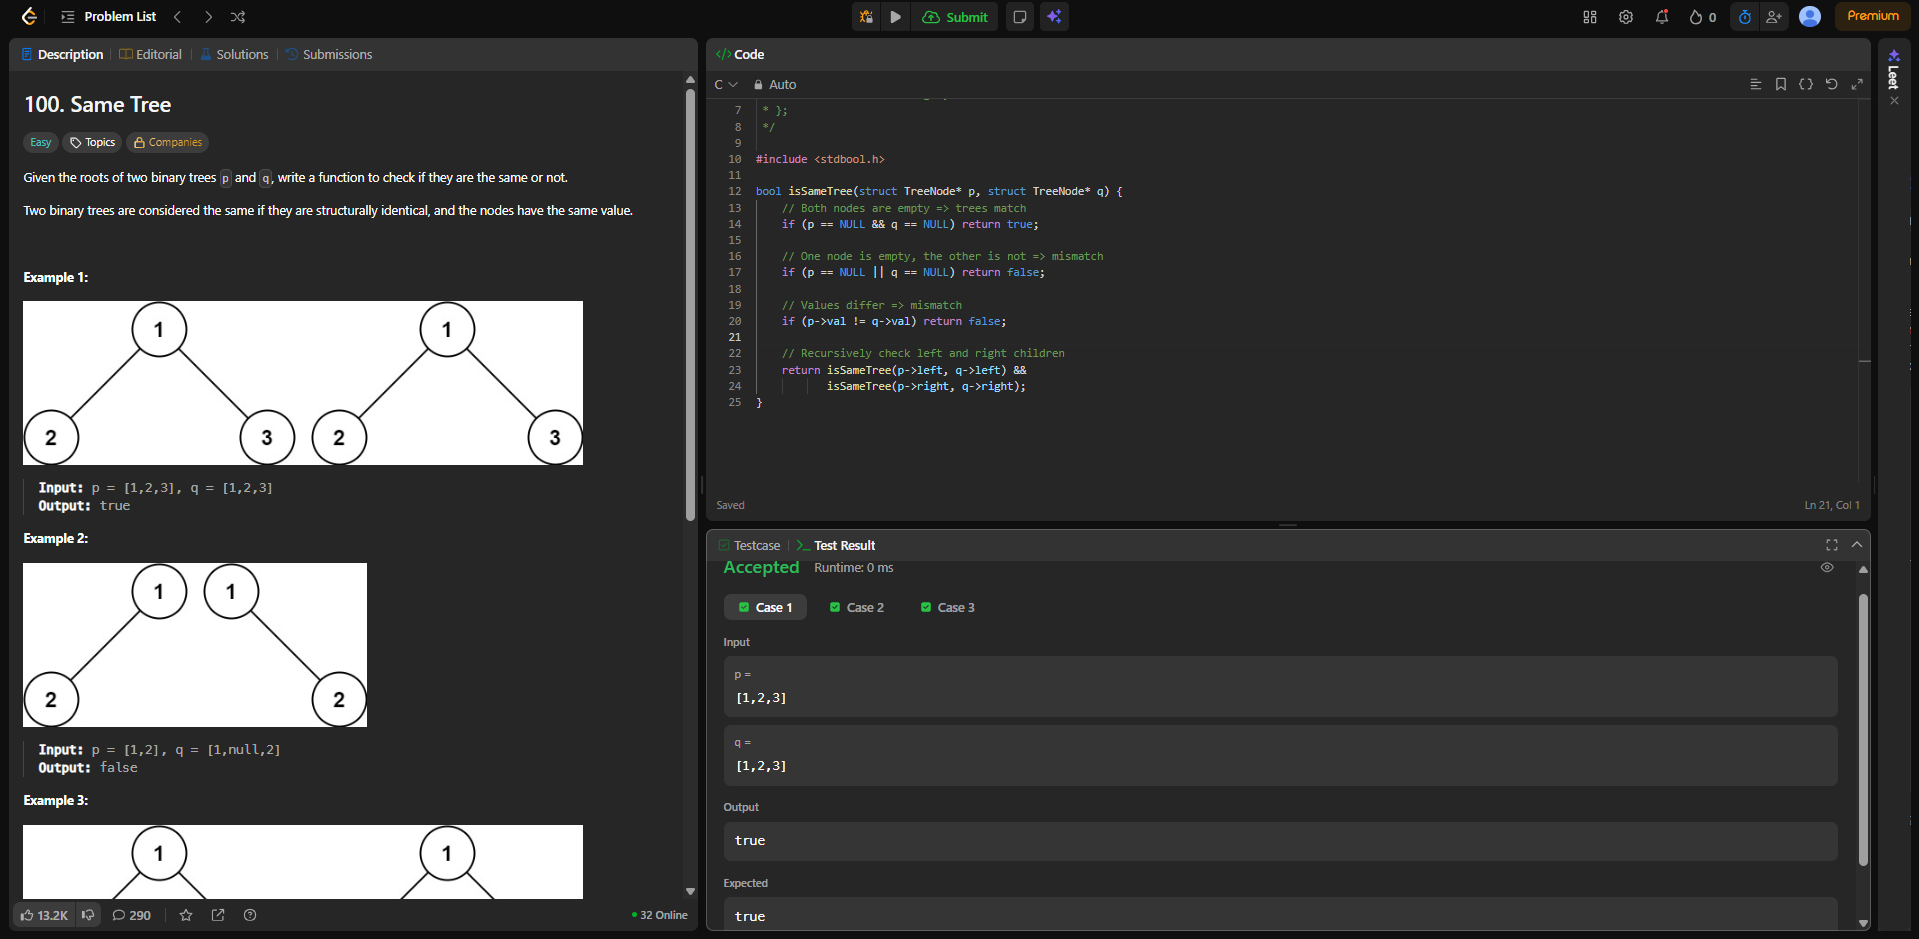 Problem List
Submit
0
Premium
Description
Editorial
Solutions
Submissions
100. Same Tree
Easy
Topics
Companies
Given the roots of two binary trees p and q, write a function to check if they are the same or not.
Two binary trees are considered the same if they are structurally identical, and the nodes have the same value.
Example 1:
1
1
2
3
2
3
Input: p = [1,2,3], q = [1,2,3]
Output: true
Example 2:
1
1
2
2
Input: p = [1,2], q = [1,null,2]
Output: false
Example 3:
1
1
13.2K
290
32 Online
</> Code
C
Auto
7 * };
8 */
9
10 #include <stdbool.h>
11
12 bool isSameTree(struct TreeNode* p, struct TreeNode* q) {
13 // Both nodes are empty => trees match
14 if (p == NULL && q == NULL) return true;
15
16 // One node is empty, the other is not => mismatch
17 if (p == NULL || q == NULL) return false;
18
19 // Values differ => mismatch
20 if (p->val != q->val) return false;
21
22 // Recursively check left and right children
23 return isSameTree(p->left, q->left) &&
24 isSameTree(p->right, q->right);
25 }
Saved
Ln 21, Col 1
Testcase
>_ Test Result
Accepted
Runtime: 0 ms
Case 1
Case 2
Case 3
Input
p =
[1,2,3]
q =
[1,2,3]
Output
true
Expected
true
Leet